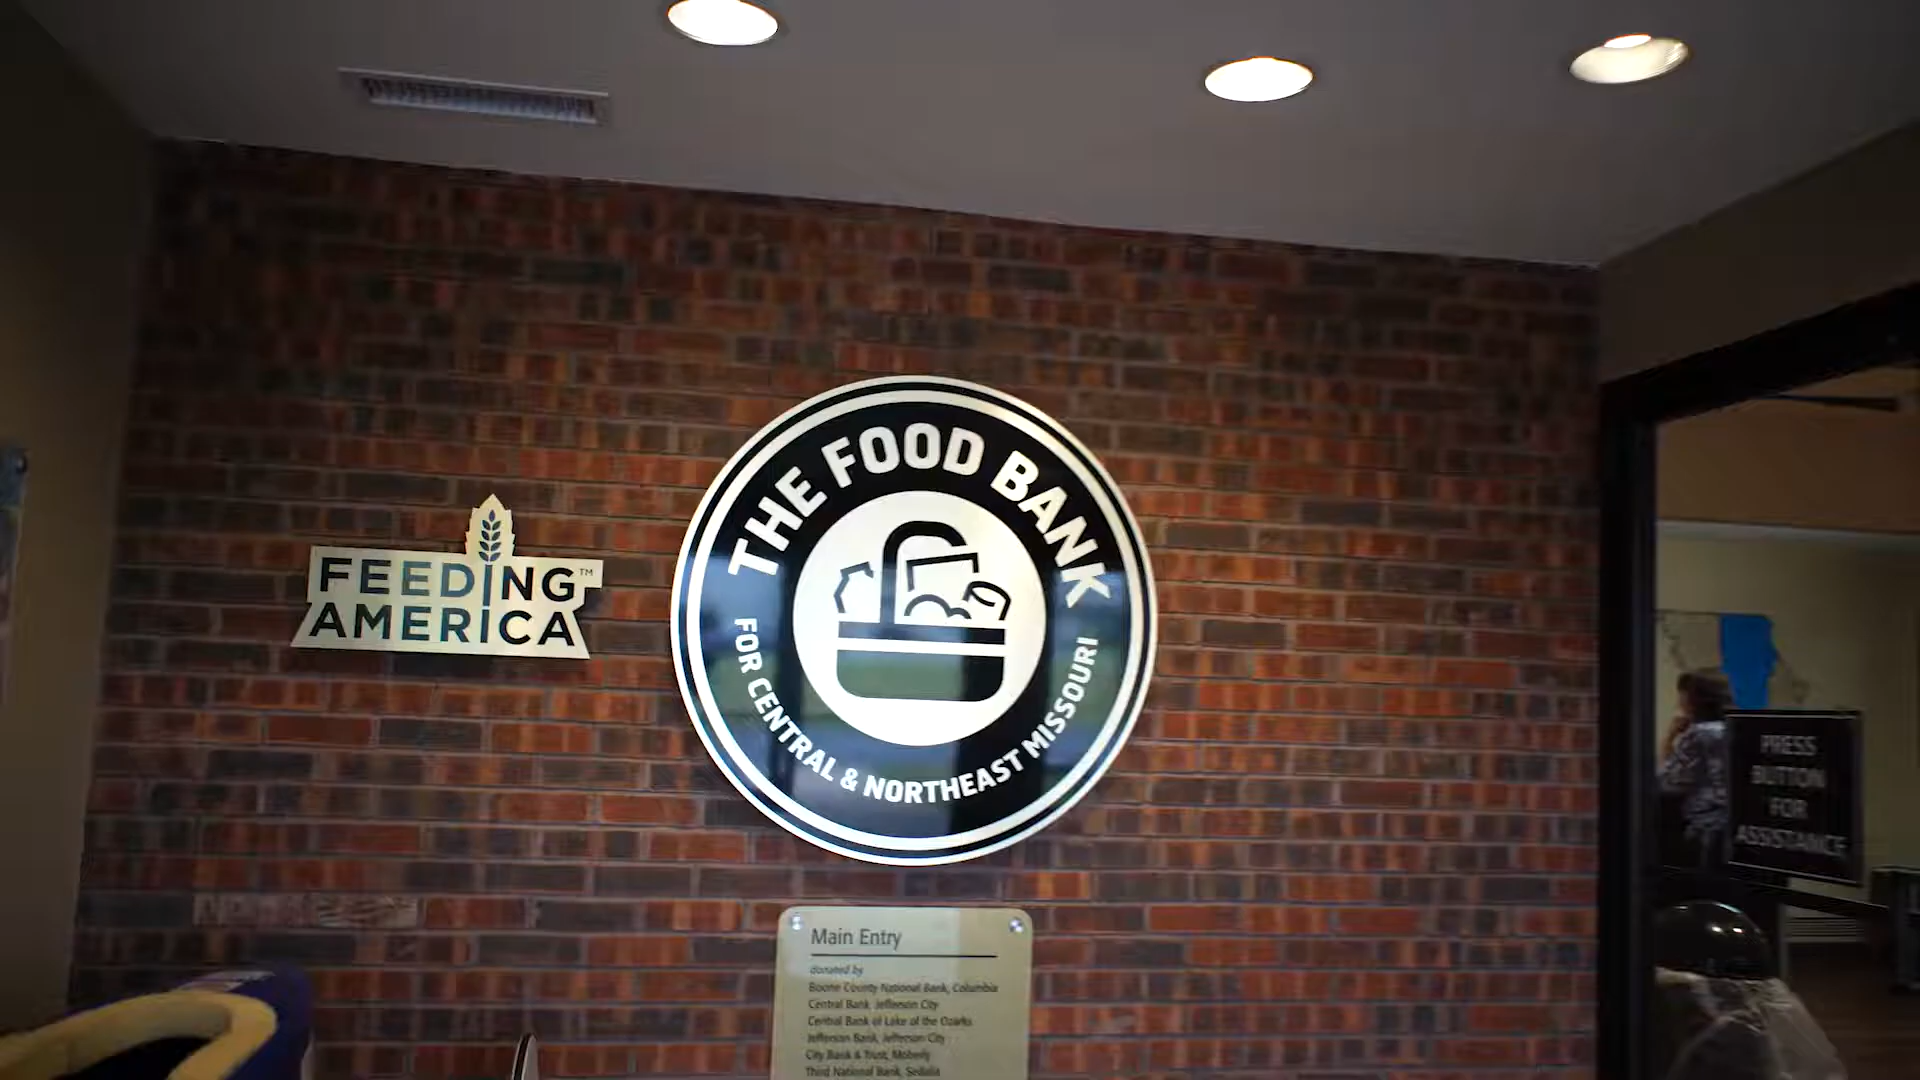 FEEDING™
AMERICA
THE FOOD BANK
FOR CENTRAL & NORTHEAST MISSOURI
Main Entry
donated by
Boone County National Bank, Columbia
Central Bank, Jefferson City
Central Bank of Lake of the Ozarks
Jefferson Bank, Jefferson City
City Bank & Trust, Moberly
Third National Bank, Sedalia
PRESS
BUTTON
FOR
ASSISTANCE